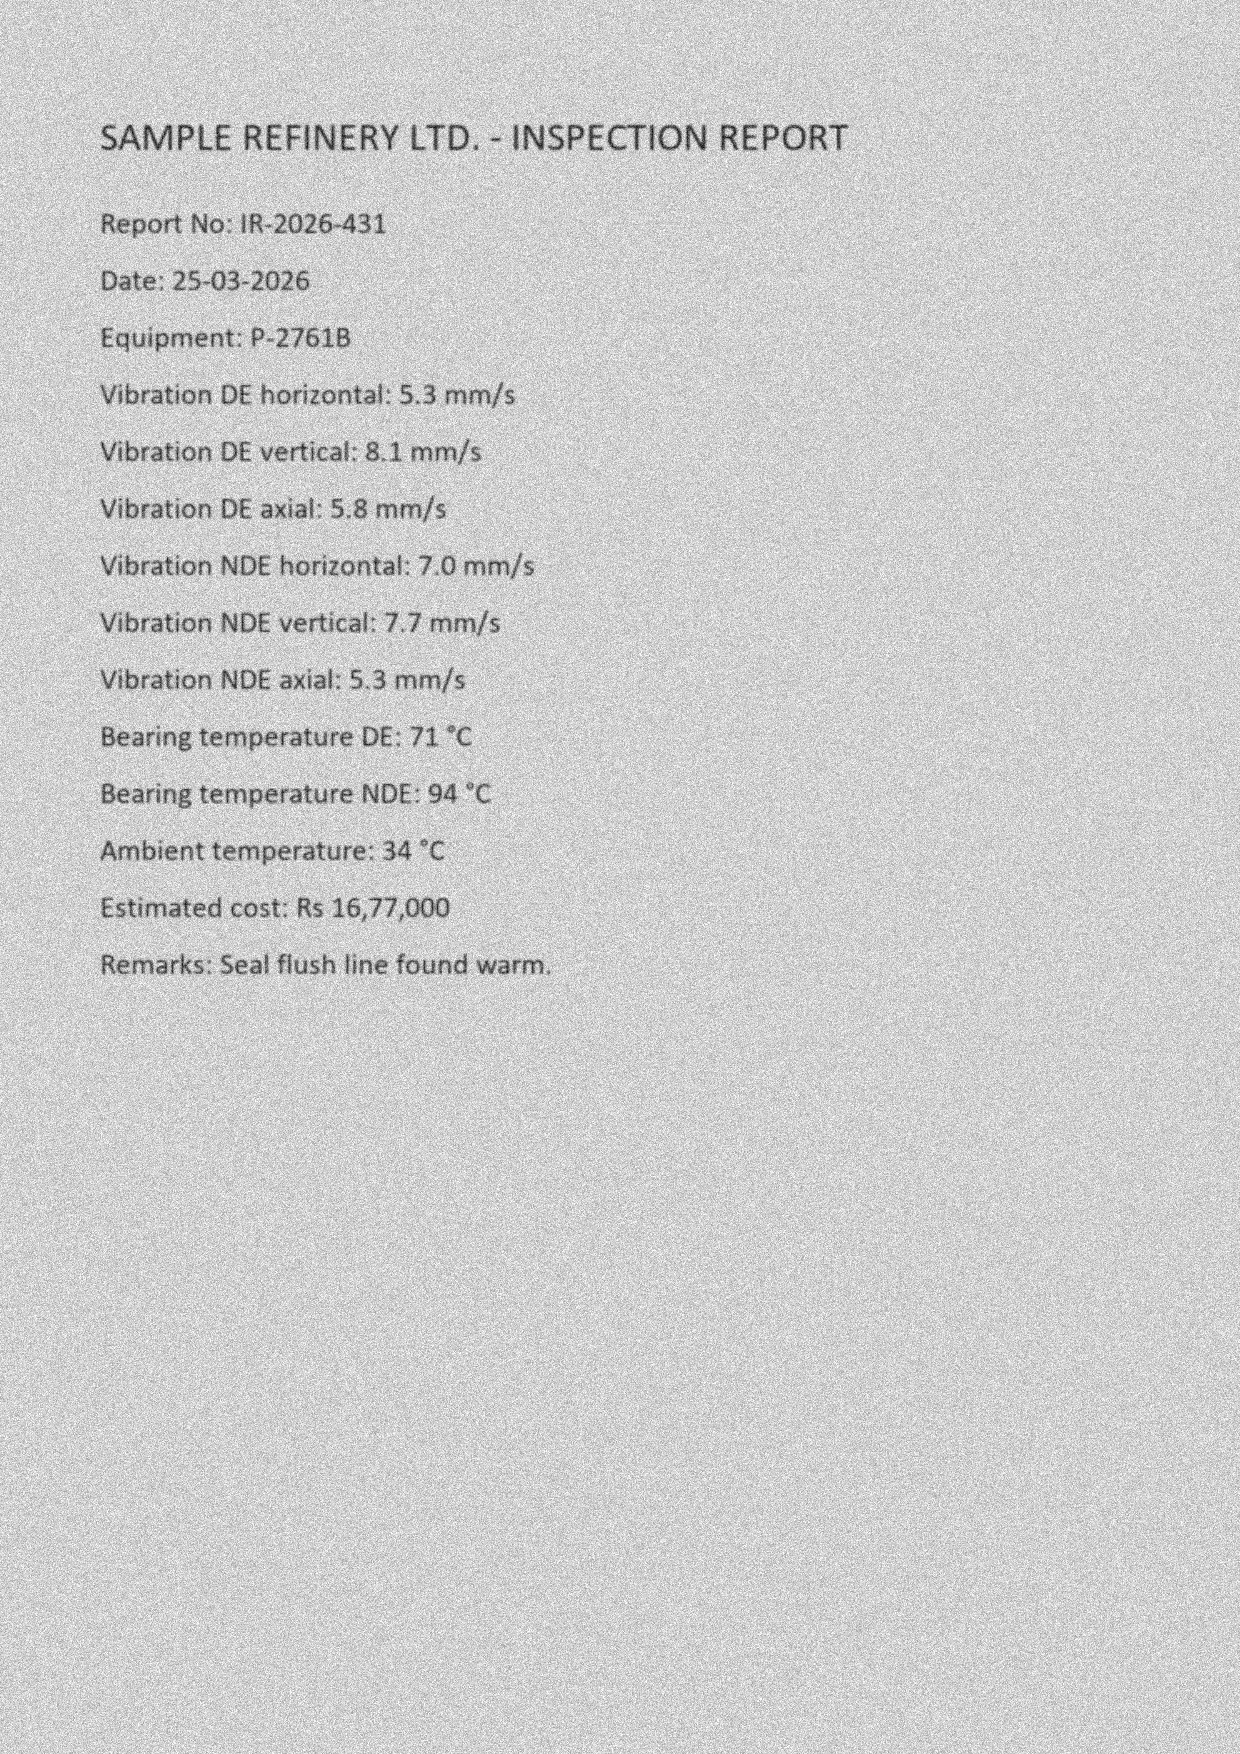 SAMPLE REFINERY LTD. - INSPECTION REPORT
Report No: IR-2026-431
Date: 25-03-2026
Equipment: P-2761B
Vibration DE horizontal: 5.3 mm/s
Vibration DE vertical: 8.1 mm/s
Vibration DE axial: 5.8 mm/s
Vibration NDE horizontal: 7.0 mm/s
Vibration NDE vertical: 7.7 mm/s
Vibration NDE axial: 5.3 mm/s
Bearing temperature DE: 71 °C
Bearing temperature NDE: 94 °C
Ambient temperature: 34 °C
Estimated cost: Rs 16,77,000
Remarks: Seal flush line found warm.